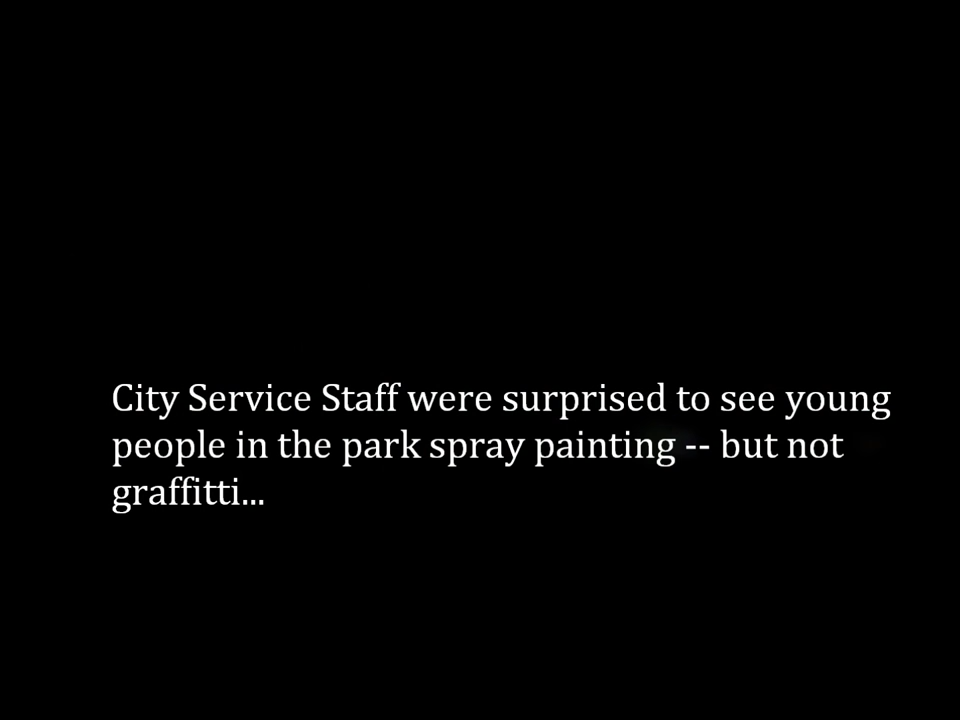 City Service Staff were surprised to see young
people in the park spray painting -- but not
graffitti...